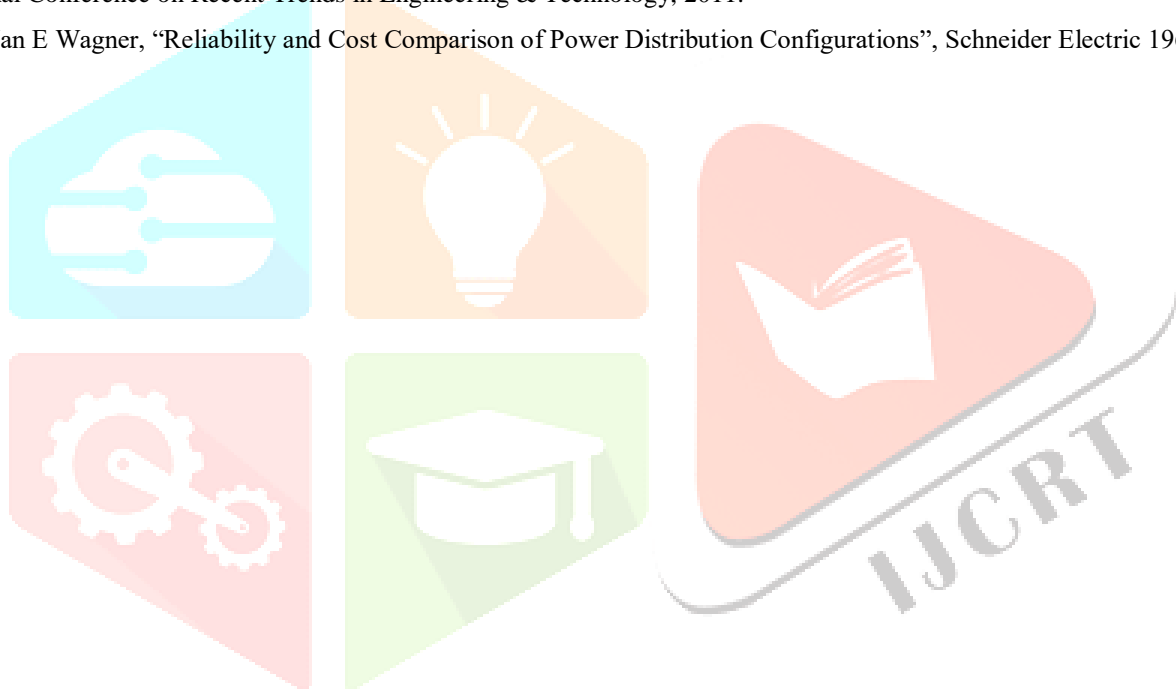 Conference on Recent Trends in Engineering & Technology, 2011.
an E Wagner, “Reliability and Cost Comparison of Power Distribution Configurations”, Schneider Electric 19
IJCRT